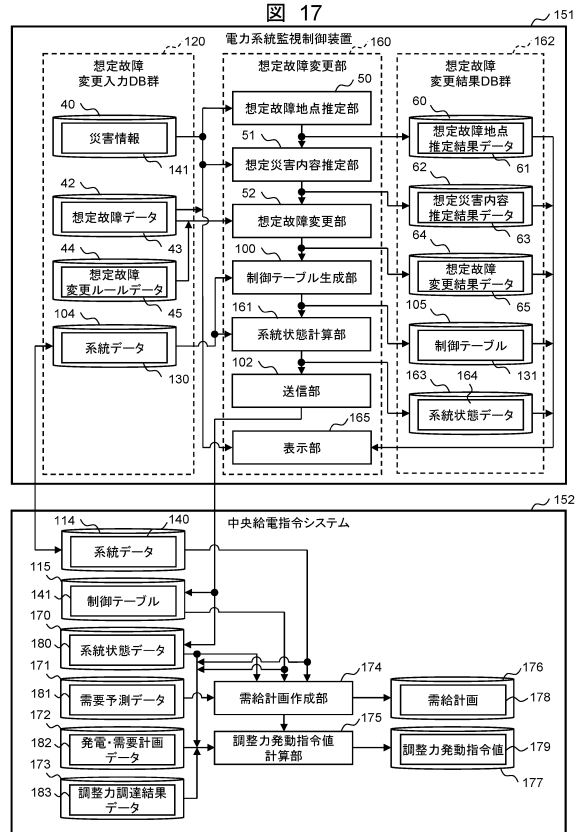 図 17
151
電力系統監視制御装置
120
想定故障
変更入力DB群
40
災害情報
141
42
想定故障データ
43
44
想定故障
変更ルールデータ
45
104
系統データ
130
160
想定故障変更部
50
想定故障地点推定部
51
想定災害内容推定部
52
想定故障変更部
100
制御テーブル生成部
161
系統状態計算部
102
送信部
165
表示部
162
想定故障
変更結果DB群
60
想定故障地点
推定結果データ
61
62
想定災害内容
推定結果データ
63
64
想定故障
変更結果データ
65
105
制御テーブル
131
163
164
系統状態データ
152
中央給電指令システム
114
140
系統データ
115
141
制御テーブル
170
180
系統状態データ
171
181
需要予測データ
172
182
発電・需要計画
データ
173
183
調整力調達結果
データ
174
需給計画作成部
175
調整力発動指令値
計算部
176
需給計画
178
調整力発動指令値
179
177